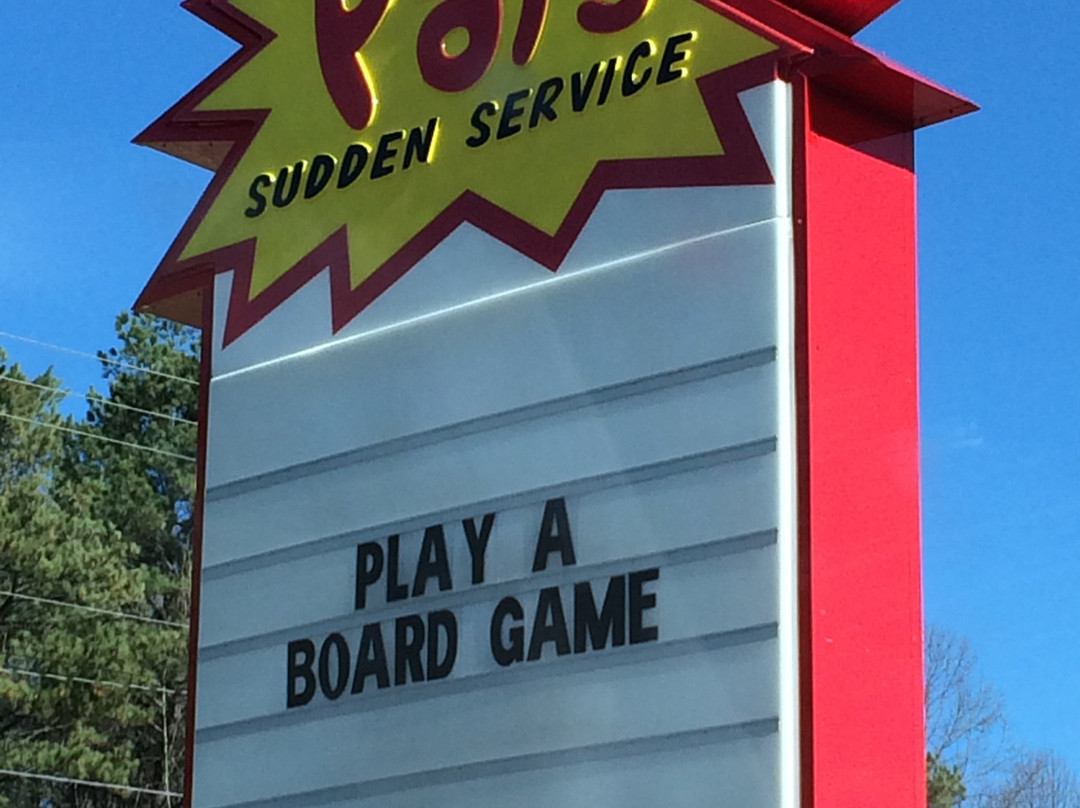 SUDDEN SERVICE
PLAY A
BOARD GAME